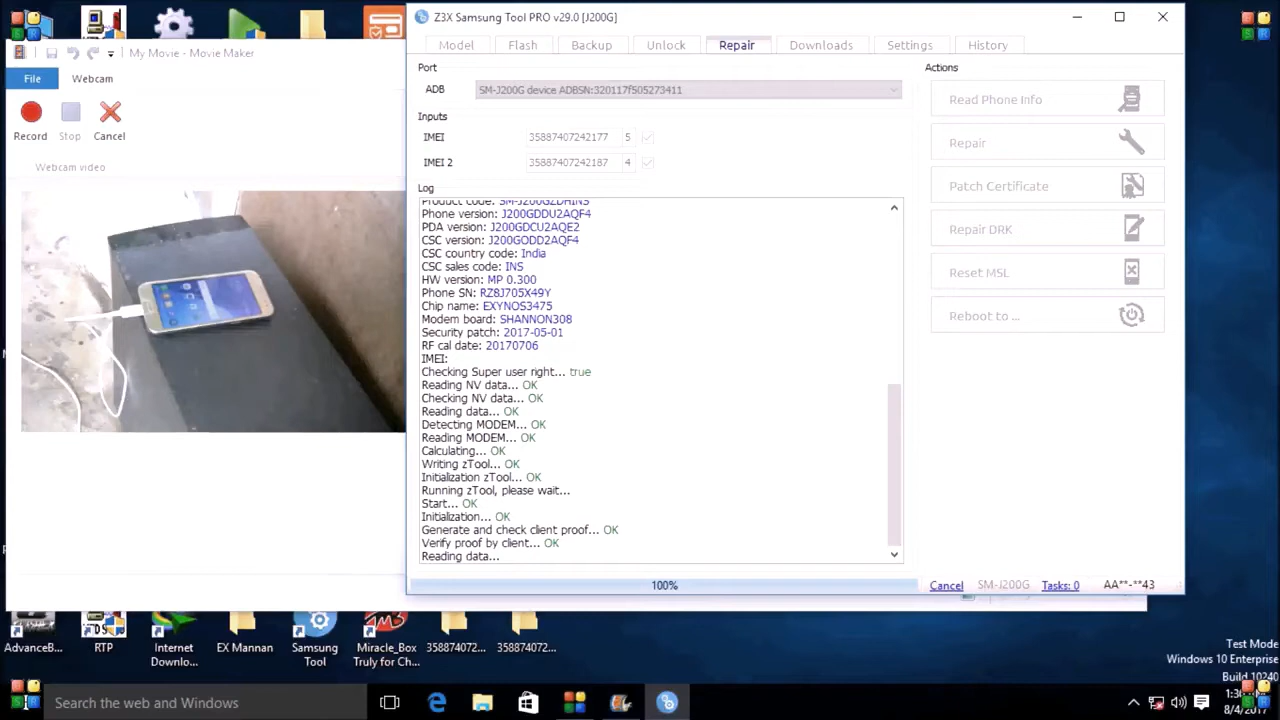 Z3X Samsung Tool PRO v29.0 [J200G]
My Movie - Movie Maker
Model Flash Backup Unlock Repair Downloads Settings History
File Webcam
Record Stop Cancel
Webcam video
Port
ADB SM-J200G device ADBSN:320117f505273411
Inputs
IMEI 35887407242177 5
IMEI 2 35887407242187 4
Log
Product code: SM-J200GZDHINS
Phone version: J200GDDU2AQF4
PDA version: J200GDCU2AQE2
CSC version: J200GODD2AQF4
CSC country code: India
CSC sales code: INS
HW version: MP 0.300
Phone SN: RZ8J705X49Y
Chip name: EXYNOS3475
Modem board: SHANNON308
Security patch: 2017-05-01
RF cal date: 20170706
IMEI:
Checking Super user right... true
Reading NV data... OK
Checking NV data... OK
Reading data... OK
Detecting MODEM... OK
Reading MODEM... OK
Calculating... OK
Writing zTool... OK
Initialization zTool... OK
Running zTool, please wait...
Start... OK
Initialization... OK
Generate and check client proof... OK
Verify proof by client... OK
Reading data...
Actions
Read Phone Info
Repair
Patch Certificate
Repair DRK
Reset MSL
Reboot to ...
100%
Cancel SM-J200G Tasks: 0 AA**-**43
AdvanceB...
RTP
Internet
Downlo...
EX Mannan
Samsung
Tool
Miracle_Box
Truly for Ch...
358874072...
358874072...
Test Mode
Windows 10 Enterprise
Build 10240
Search the web and Windows
8/4/2017